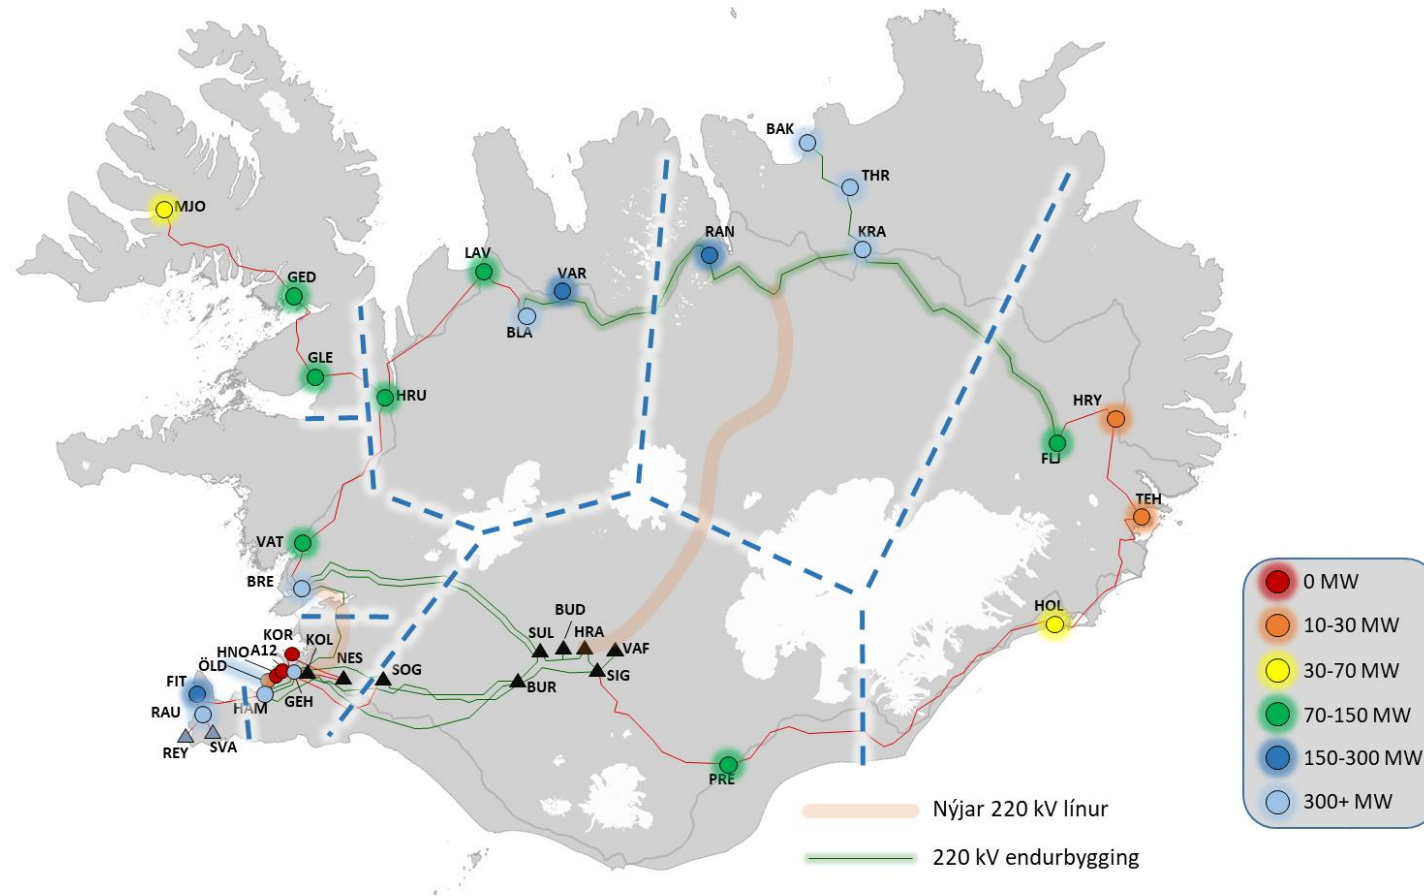 BAK
THR
MJO
RAN
KRA
LAV
VAR
GED
BLA
GLE
HRU
HRY
FLJ
TEH
VAT
BRE
HOL
BUD
SUL
HRA
VAF
KOR
KOL
HNO
A12
NES
ÖLD
SOG
SIG
FIT
BUR
GEH
HAM
RAU
REY
SVA
PRE
0 MW
10-30 MW
30-70 MW
70-150 MW
150-300 MW
300+ MW
Nýjar 220 kV línur
220 kV endurbygging